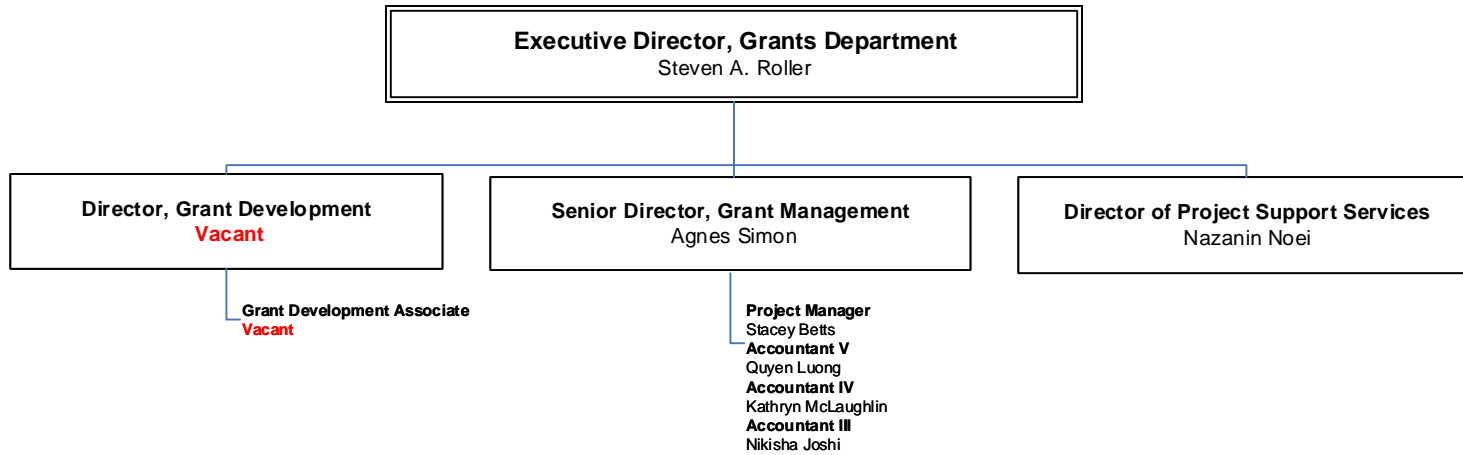 Executive Director, Grants Department
Steven A. Roller
Director, Grant Development
Vacant
Senior Director, Grant Management
Agnes Simon
Director of Project Support Services
Nazanin Noei
Grant Development Associate
Vacant
Project Manager
Stacey Betts
Accountant V
Quyen Luong
Accountant IV
Kathryn McLaughlin
Accountant III
Nikisha Joshi